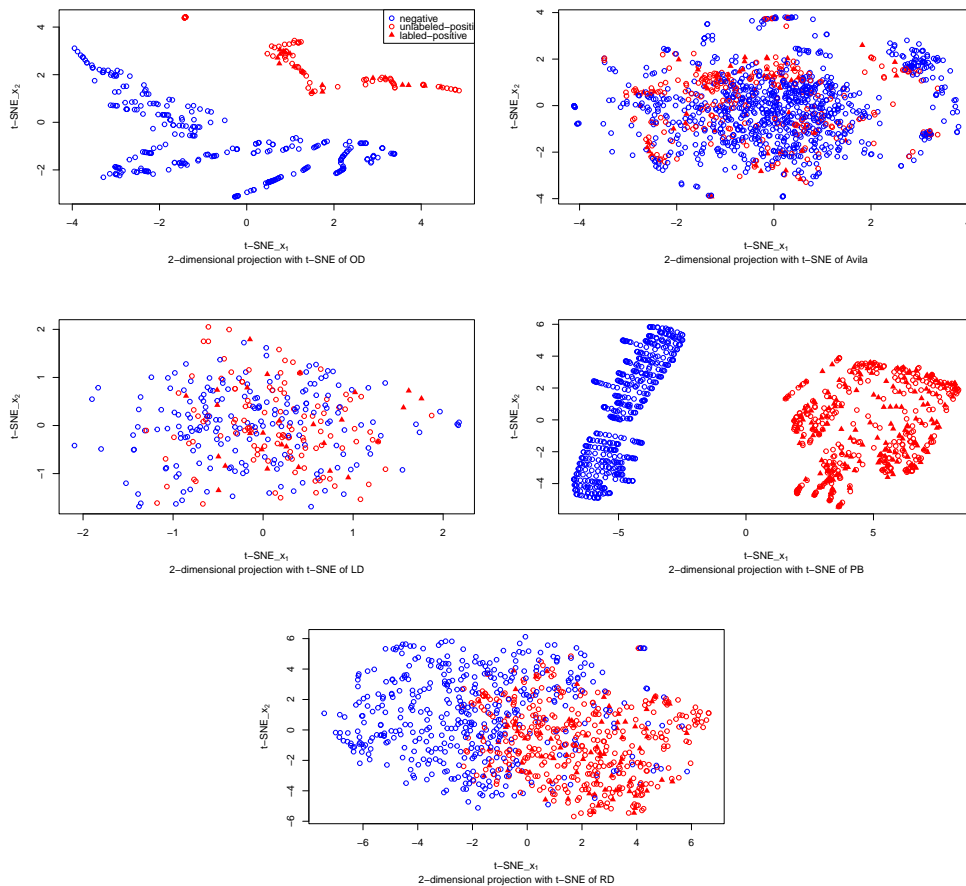 negative
unlabeled-positi
labled-positive
t-SNE_x₂
4
2
0
-2
-4 -2 0 2 4
t-SNE_x₁
2-dimensional projection with t-SNE of OD
t-SNE_x₂
4
2
0
-2
-4
-4 -2 0 2 4
t-SNE_x₁
2-dimensional projection with t-SNE of Avila
t-SNE_x₂
2
1
0
-1
-2 -1 0 1 2
t-SNE_x₁
2-dimensional projection with t-SNE of LD
t-SNE_x₂
6
4
2
0
-2
-4
-5 0 5
t-SNE_x₁
2-dimensional projection with t-SNE of PB
t-SNE_x₂
6
4
2
0
-2
-4
-6
-6 -4 -2 0 2 4 6
t-SNE_x₁
2-dimensional projection with t-SNE of RD